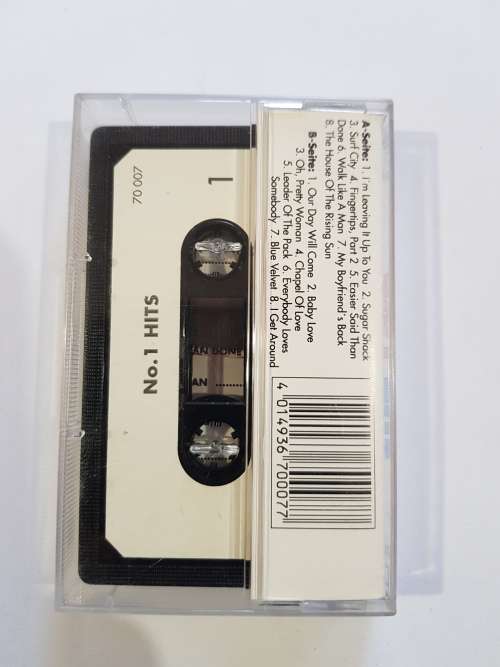 A-Seite: 1. I'm Leaving It Up To You 2. Sugar Snack
3. Surf City 4. Fingertips, Part 2 5. Easier Said Than
Done 6. Walk Like A Man 7. My Boyfriend's Back
8. The House Of The Rising Sun
B-Seite: 1. Our Day Will Come 2. Baby Love
3. Oh, Pretty Woman 4. Chapel Of Love
5. Leader Of The Pack 6. Everybody Loves
Somebody 7. Blue Velvet 8. I Get Around
4 014936 700077
70 007
1
No.1 HITS
AN DONE
AN